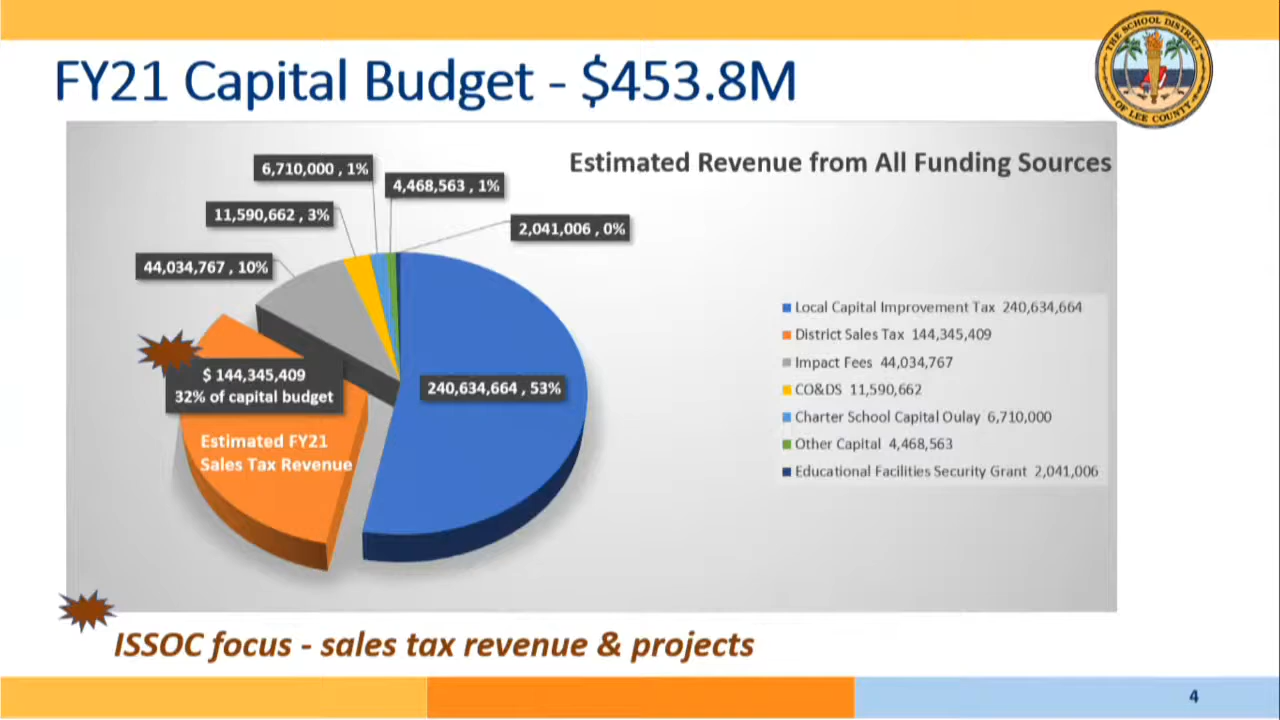 THE SCHOOL DISTRICT
OF LEE COUNTY
FY21 Capital Budget - $453.8M
Estimated Revenue from All Funding Sources
6,710,000 , 1%
4,468,563 , 1%
11,590,662 , 3%
2,041,006 , 0%
44,034,767 , 10%
$ 144,345,409
32% of capital budget
240,634,664 , 53%
Estimated FY21
Sales Tax Revenue
Local Capital Improvement Tax 240,634,664
District Sales Tax 144,345,409
Impact Fees 44,034,767
CO&DS 11,590,662
Charter School Capital Oulay 6,710,000
Other Capital 4,468,563
Educational Facilities Security Grant 2,041,006
ISSOC focus - sales tax revenue & projects
4